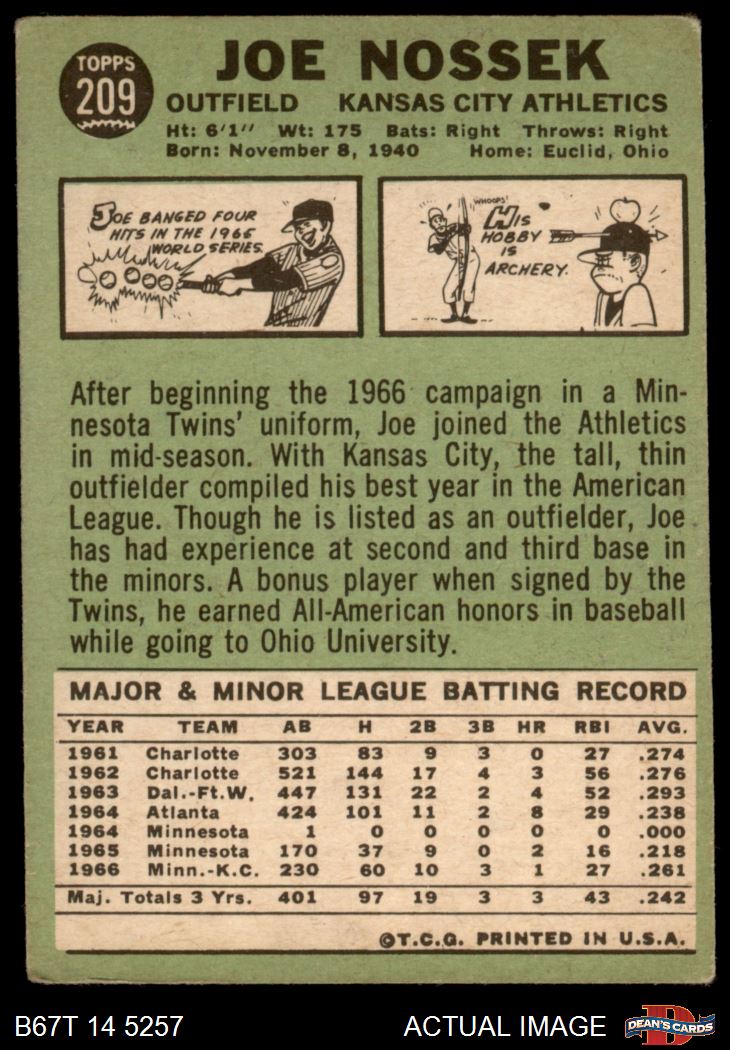 TOPPS
209
JOE NOSSEK
OUTFIELD KANSAS CITY ATHLETICS
Ht: 6'1" Wt: 175 Bats: Right Throws: Right
Born: November 8, 1940 Home: Euclid, Ohio
JOE BANGED FOUR
HITS IN THE 1965
WORLD SERIES.
WHOOPS!
HIS
HOBBY
IS
ARCHERY.
After beginning the 1966 campaign in a Min-
nesota Twins' uniform, Joe joined the Athletics
in mid-season. With Kansas City, the tall, thin
outfielder compiled his best year in the American
League. Though he is listed as an outfielder, Joe
has had experience at second and third base in
the minors. A bonus player when signed by the
Twins, he earned All-American honors in baseball
while going to Ohio University.
MAJOR & MINOR LEAGUE BATTING RECORD
YEAR TEAM AB H 2B 3B HR RBI AVG.
1961 Charlotte 303 83 9 3 0 27 .274
1962 Charlotte 521 144 17 4 3 56 .276
1963 Dal.-Ft.W. 447 131 22 2 4 52 .293
1964 Atlanta 424 101 11 2 8 29 .238
1964 Minnesota 1 0 0 0 0 0 .000
1965 Minnesota 170 37 9 0 2 16 .218
1966 Minn.-K.C. 230 60 10 3 1 27 .261
Maj. Totals 3 Yrs. 401 97 19 3 3 43 .242
©T.C.G. PRINTED IN U.S.A.
B67T 14 5257 ACTUAL IMAGE
D
DEAN'S CARDS